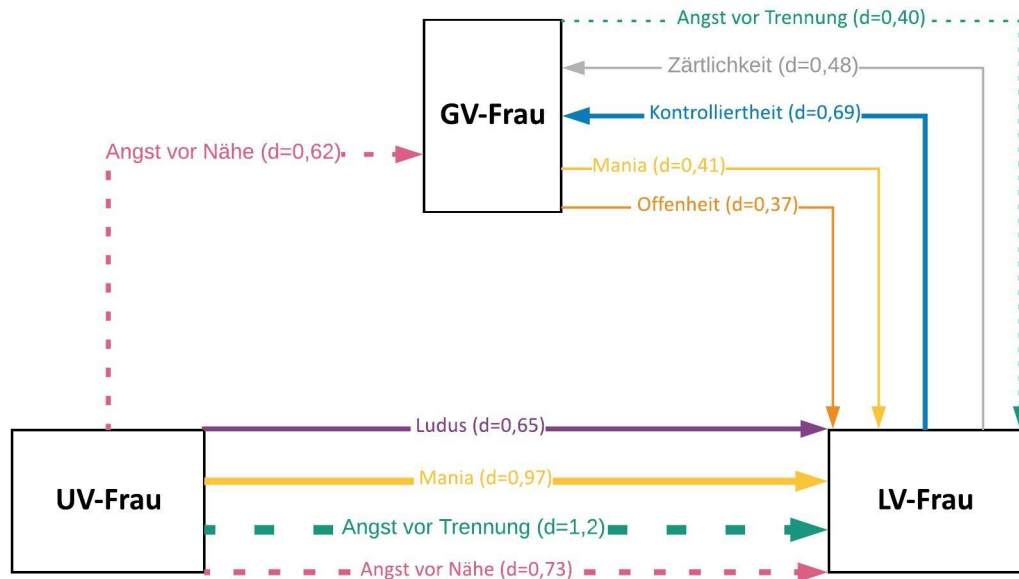 Angst vor Trennung (d=0,40)
Zärtlichkeit (d=0,48)
GV-Frau
Kontrolliertheit (d=0,69)
Angst vor Nähe (d=0,62)
Mania (d=0,41)
Offenheit (d=0,37)
Ludus (d=0,65)
UV-Frau
Mania (d=0,97)
LV-Frau
Angst vor Trennung (d=1,2)
Angst vor Nähe (d=0,73)